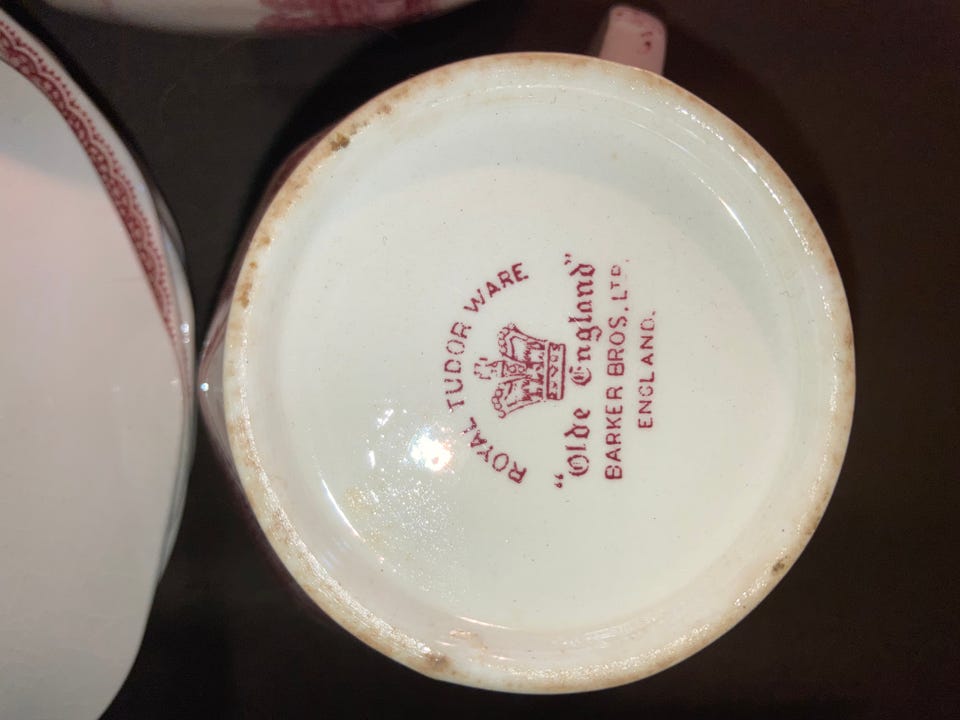 ROYAL TUDOR WARE
"Olde England"
BARKER BROS. LTD.
ENGLAND.